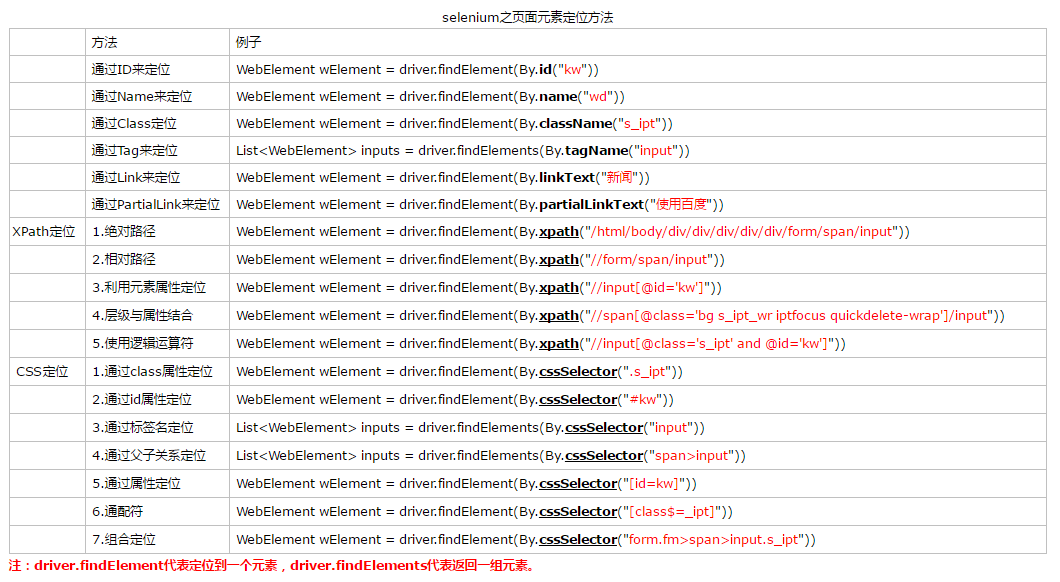 selenium之页面元素定位方法
方法 例子
通过ID来定位 WebElement wElement = driver.findElement(By.id("kw"))
通过Name来定位 WebElement wElement = driver.findElement(By.name("wd"))
通过Class定位 WebElement wElement = driver.findElement(By.className("s_ipt"))
通过Tag来定位 List<WebElement> inputs = driver.findElements(By.tagName("input"))
通过Link来定位 WebElement wElement = driver.findElement(By.linkText("新闻"))
通过PartialLink来定位 WebElement wElement = driver.findElement(By.partialLinkText("使用百度"))
XPath定位 1.绝对路径 WebElement wElement = driver.findElement(By.xpath("/html/body/div/div/div/div/div/form/span/input"))
2.相对路径 WebElement wElement = driver.findElement(By.xpath("//form/span/input"))
3.利用元素属性定位 WebElement wElement = driver.findElement(By.xpath("//input[@id='kw']"))
4.层级与属性结合 WebElement wElement = driver.findElement(By.xpath("//span[@class='bg s_ipt_wr iptfocus quickdelete-wrap']/input"))
5.使用逻辑运算符 WebElement wElement = driver.findElement(By.xpath("//input[@class='s_ipt' and @id='kw']"))
CSS定位 1.通过class属性定位 WebElement wElement = driver.findElement(By.cssSelector(".s_ipt"))
2.通过id属性定位 WebElement wElement = driver.findElement(By.cssSelector("#kw"))
3.通过标签名定位 List<WebElement> inputs = driver.findElements(By.cssSelector("input"))
4.通过父子关系定位 List<WebElement> inputs = driver.findElements(By.cssSelector("span>input"))
5.通过属性定位 WebElement wElement = driver.findElement(By.cssSelector("[id=kw]"))
6.通配符 WebElement wElement = driver.findElement(By.cssSelector("[class$=_ipt]"))
7.组合定位 WebElement wElement = driver.findElement(By.cssSelector("form.fm>span>input.s_ipt"))
注：driver.findElement代表定位到一个元素，driver.findElements代表返回一组元素。